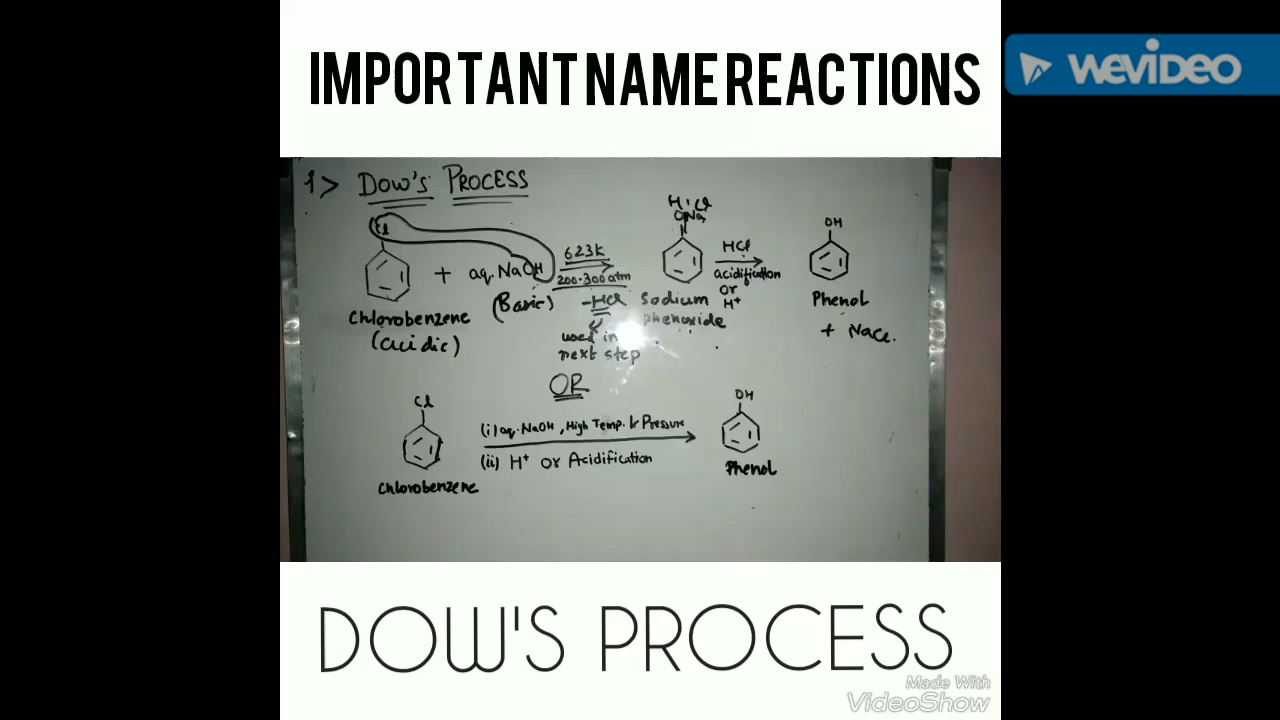 IMPORTANT NAME REACTIONS
WEVIDEO
1> DOW'S PROCESS
Cl
+ aq. NaOH
(Basic)
623K
200-300 atm
-HCl
used in
next step
H Cl
ONa
HCl
acidification
or
H+
OH
Chlorobenzene
(acidic)
sodium
phenoxide
Phenol
+ NaCl.
OR
Cl
(i) aq. NaOH, High Temp. & Pressure
(ii) H+ or Acidification
OH
Chlorobenzene
Phenol
DOW'S PROCESS
Made With
VideoShow